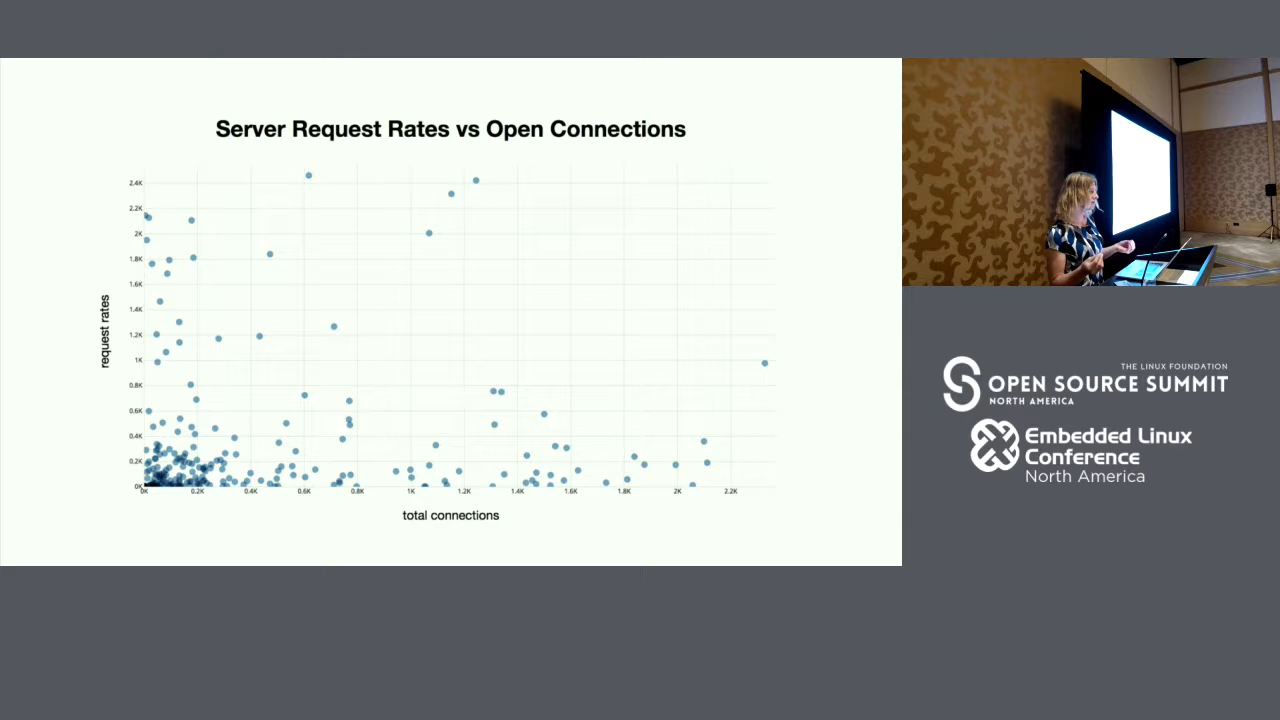 Server Request Rates vs Open Connections
2.4K
2.2K
2K
1.8K
1.6K
1.4K
1.2K
1K
0.8K
0.6K
0.4K
0.2K
0K
request rates
0K 0.2K 0.4K 0.6K 0.8K 1K 1.2K 1.4K 1.6K 1.8K 2K 2.2K
total connections
THE LINUX FOUNDATION
OPEN SOURCE SUMMIT
NORTH AMERICA
Embedded Linux
Conference
North America